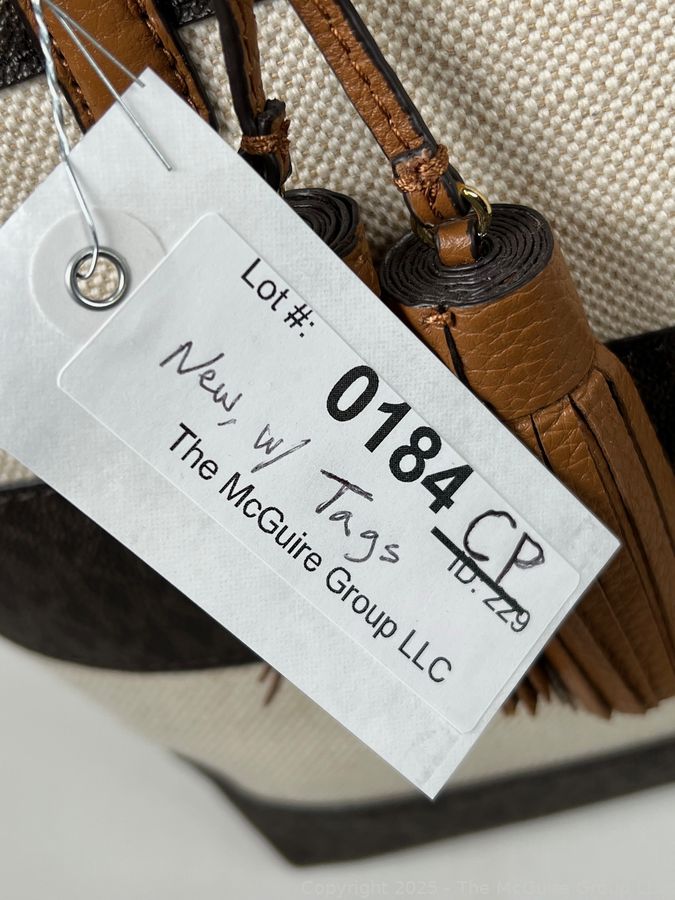 Lot #:
0184 CP
New, w/ Tags
ID: 229
The McGuire Group LLC
Copyright 2025 - The McGuire Group LLC